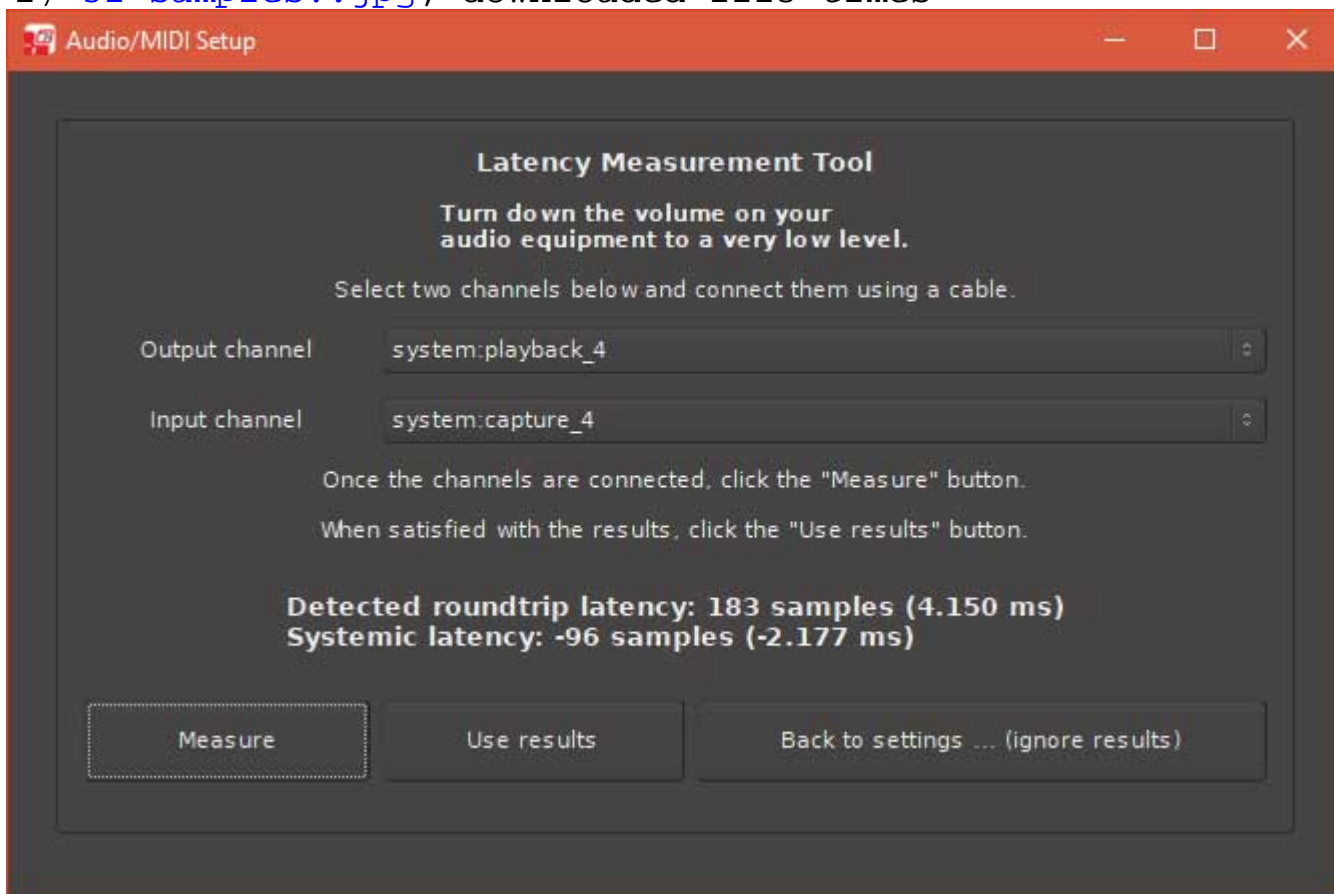 Audio/MIDI Setup
Latency Measurement Tool
Turn down the volume on your
audio equipment to a very low level.
Select two channels below and connect them using a cable.
Output channel system:playback_4
Input channel system:capture_4
Once the channels are connected, click the "Measure" button.
When satisfied with the results, click the "Use results" button.
Detected roundtrip latency: 183 samples (4.150 ms)
Systemic latency: -96 samples (-2.177 ms)
Measure Use results Back to settings ... (ignore results)